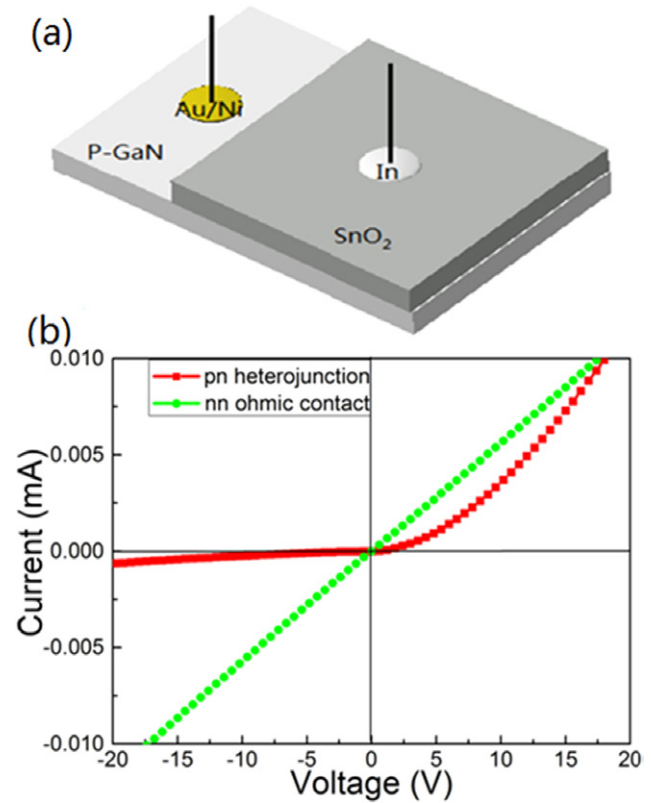 (a)
Au/Ni
P-GaN
In
SnO₂
(b)
pn heterojunction
nn ohmic contact
0.010
0.005
0.000
-0.005
-0.010
Current (mA)
-20 -15 -10 -5 0 5 10 15 20
Voltage (V)